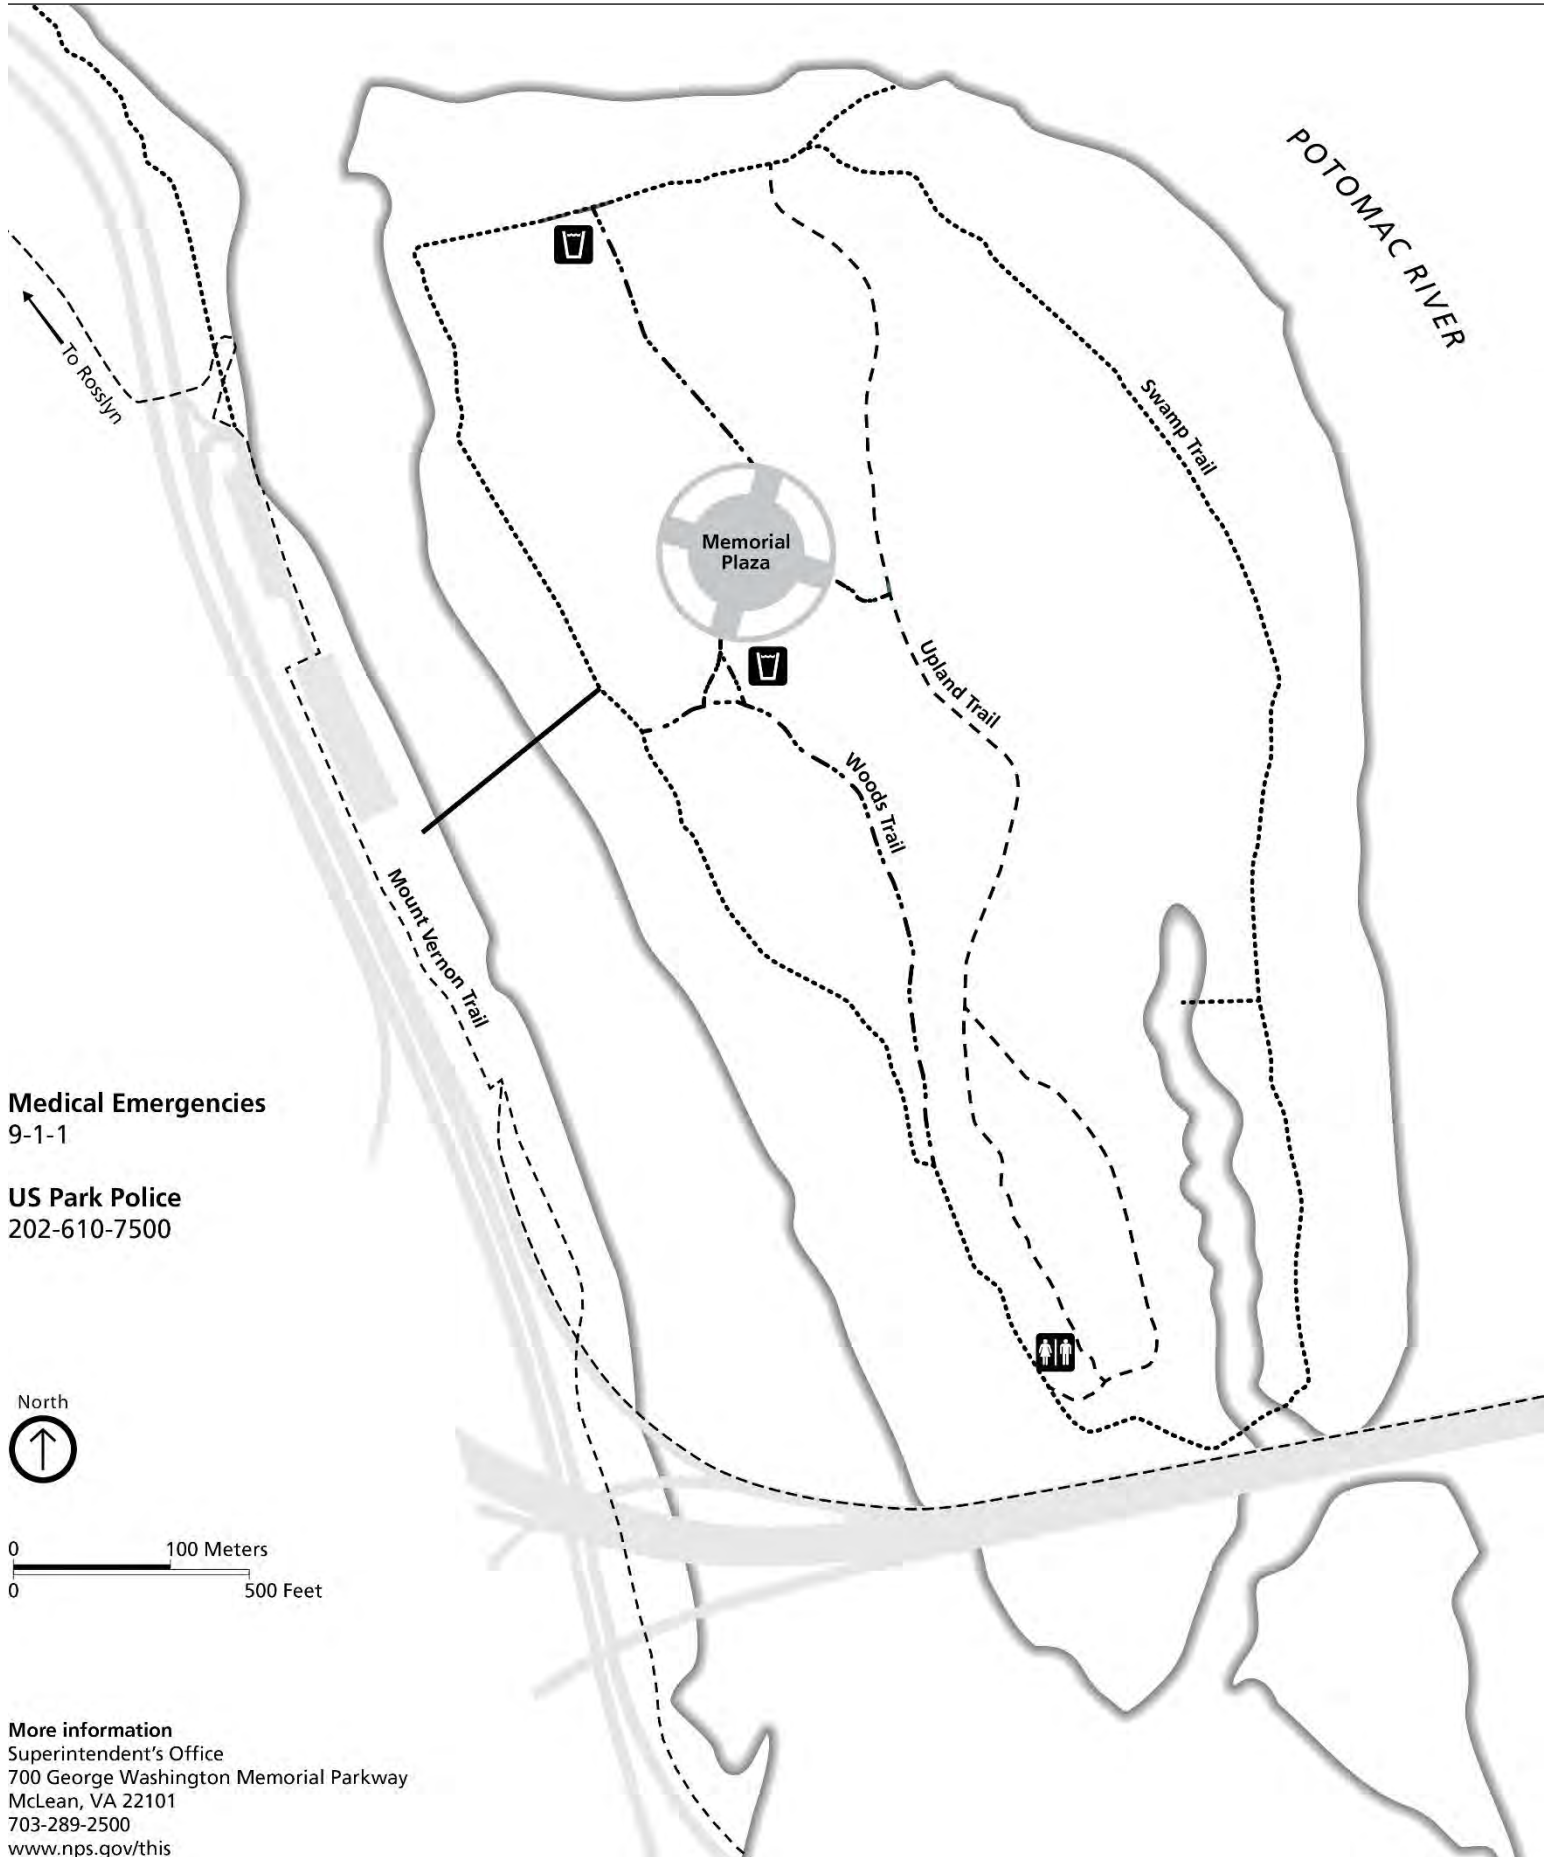 POTOMAC RIVER
To Rosslyn
Swamp Trail
Memorial
Plaza
Upland Trail
Woods Trail
Mount Vernon Trail
Medical Emergencies
9-1-1
US Park Police
202-610-7500
North
0 100 Meters
0 500 Feet
More information
Superintendent's Office
700 George Washington Memorial Parkway
McLean, VA 22101
703-289-2500
www.nps.gov/this